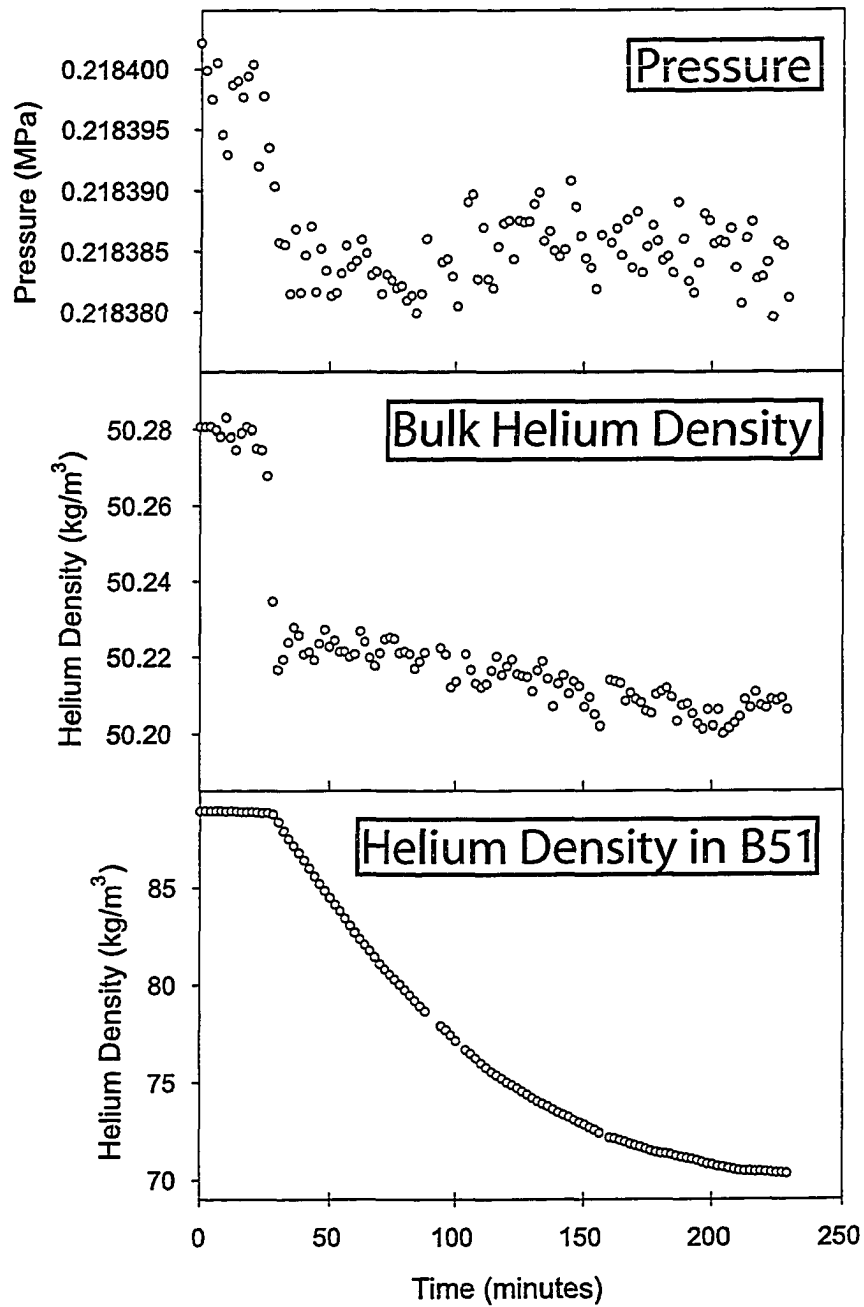 Pressure
Pressure (MPa)
0.218400
0.218395
0.218390
0.218385
0.218380
Bulk Helium Density
Helium Density (kg/m³)
50.28
50.26
50.24
50.22
50.20
Helium Density in B51
Helium Density (kg/m³)
85
80
75
70
0 50 100 150 200 250
Time (minutes)